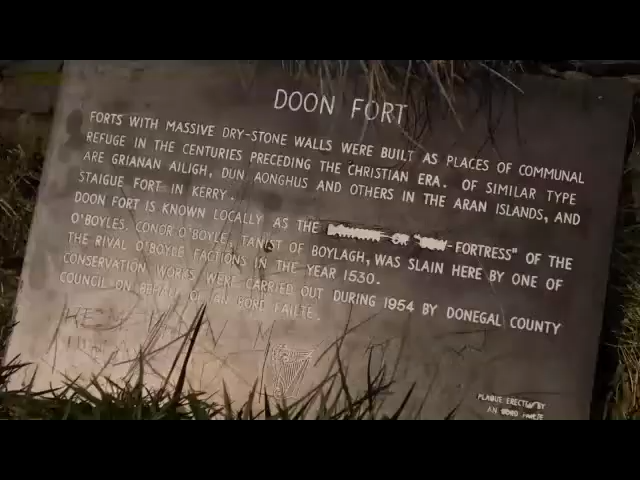 DOON FORT
FORTS WITH MASSIVE DRY-STONE WALLS WERE BUILT AS PLACES OF COMMUNAL
REFUGE IN THE CENTURIES PRECEDING THE CHRISTIAN ERA. OF SIMILAR TYPE
ARE GRIANAN AILIGH, DUN AONGHUS AND OTHERS IN THE ARAN ISLANDS, AND
STAIGUE FORT IN KERRY.
DOON FORT IS KNOWN LOCALLY AS THE OR -FORTRESS" OF THE
O'BOYLES. CONOR O'BOYLE, TANIST OF BOYLAGH, WAS SLAIN HERE BY ONE OF
THE RIVAL O'BOYLE FACTIONS IN THE YEAR 1530.
CONSERVATION WORKS WERE CARRIED OUT DURING 1954 BY DONEGAL COUNTY
COUNCIL ON BEHALF OF AN BORD FAILTE.
PLAQUE ERECTED BY
AN BORD FAILTE